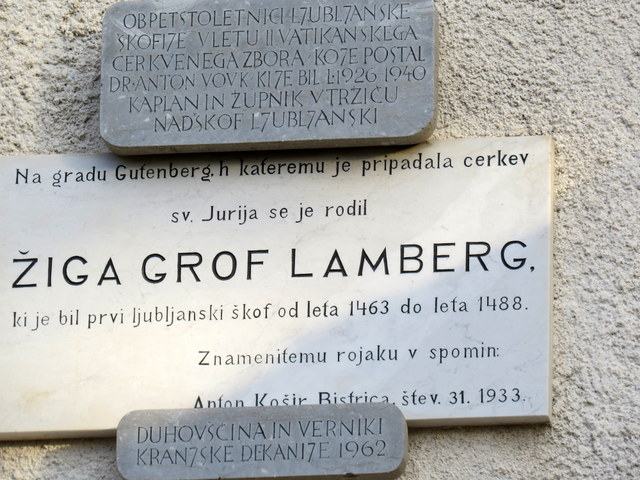 OB PETSTOLETNICI LJUBLJANSKE
ŠKOFIJE V LETU II VATIKANSKEGA
CERKVENEGA ZBORA KO JE POSTAL
DR·ANTON VOVK KI JE BIL L·1926-1940
KAPLAN IN ŽUPNIK V TRŽIČU
NADŠKOF LJUBLJANSKI
Na gradu Gutenberg, h kateremu je pripadala cerkev
sv. Jurija se je rodil
ŽIGA GROF LAMBERG,
ki je bil prvi ljubljanski škof od leta 1463 do leta 1488.
Znamenitemu rojaku v spomin:
Anton Košir, Bistrica, štev. 31. 1933.
DUHOVŠČINA IN VERNIKI
KRANJSKE DEKANIJE 1962